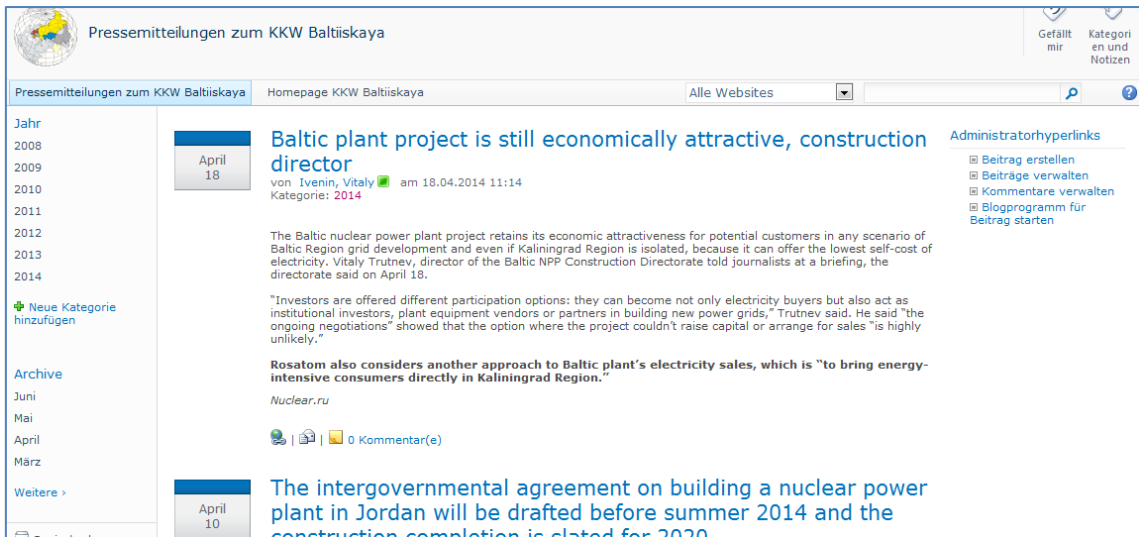 Pressemitteilungen zum KKW Baltiiskaya
Gefällt
mir
Kategori
en und
Notizen
Pressemitteilungen zum KKW Baltiiskaya
Homepage KKW Baltiiskaya
Alle Websites
Jahr
2008
2009
2010
2011
2012
2013
2014
Neue Kategorie
hinzufügen
Archive
Juni
Mai
April
März
Weitere ›
April
18
Baltic plant project is still economically attractive, construction
director
von Ivenin, Vitaly am 18.04.2014 11:14
Kategorie: 2014
The Baltic nuclear power plant project retains its economic attractiveness for potential customers in any scenario of
Baltic Region grid development and even if Kaliningrad Region is isolated, because it can offer the lowest self-cost of
electricity. Vitaly Trutnev, director of the Baltic NPP Construction Directorate told journalists at a briefing, the
directorate said on April 18.
"Investors are offered different participation options: they can become not only electricity buyers but also act as
institutional investors, plant equipment vendors or partners in building new power grids," Trutnev said. He said "the
ongoing negotiations" showed that the option where the project couldn't raise capital or arrange for sales "is highly
unlikely."
Rosatom also considers another approach to Baltic plant's electricity sales, which is "to bring energy-
intensive consumers directly in Kaliningrad Region."
Nuclear.ru
| | 0 Kommentar(e)
April
10
The intergovernmental agreement on building a nuclear power
plant in Jordan will be drafted before summer 2014 and the
construction completion is slated for 2020
Administratorhyperlinks
Beitrag erstellen
Beiträge verwalten
Kommentare verwalten
Blogprogramm für
Beitrag starten